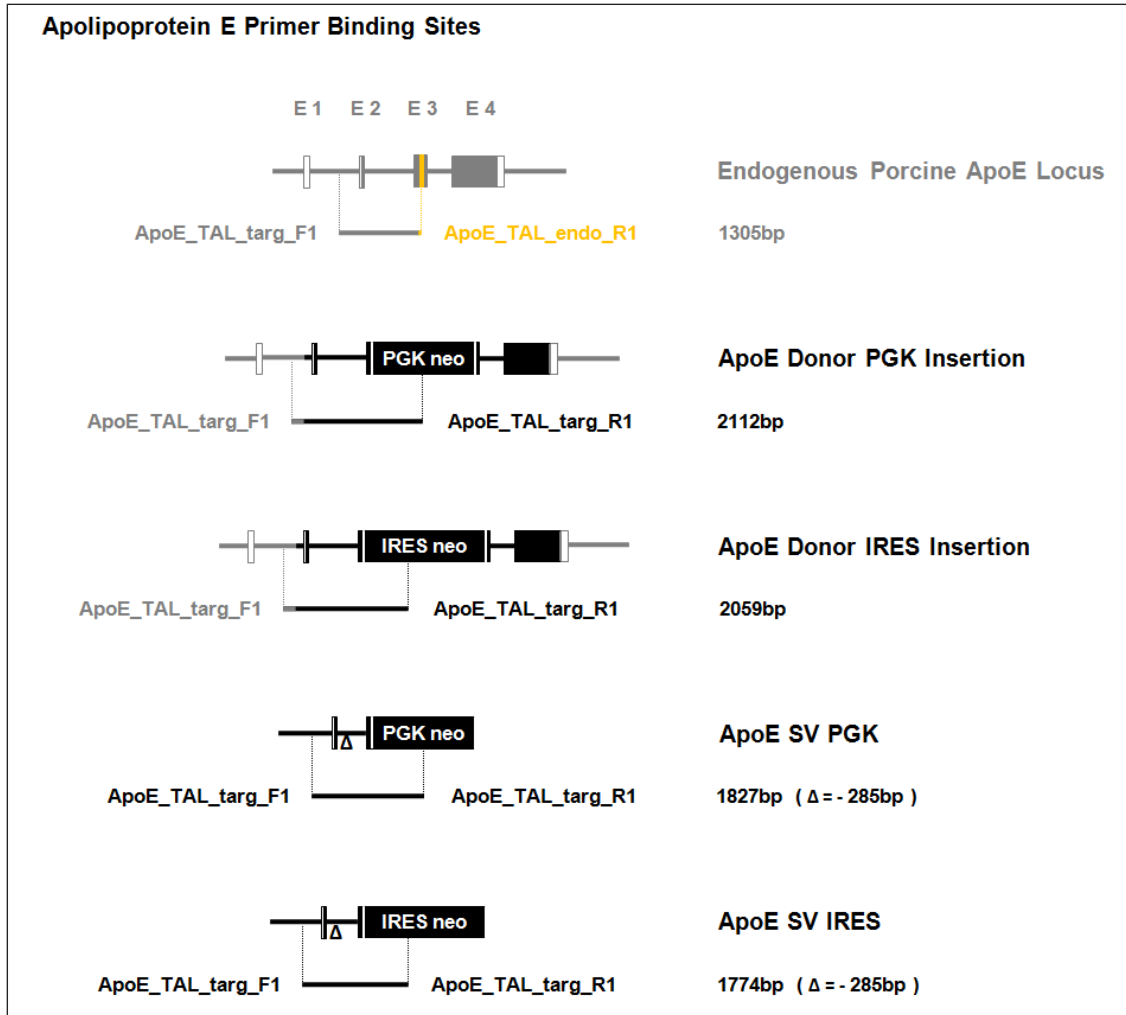 Apolipoprotein E Primer Binding Sites
E 1 E 2 E 3 E 4
Endogenous Porcine ApoE Locus
ApoE_TAL_targ_F1 ApoE_TAL_endo_R1 1305bp
PGK neo ApoE Donor PGK Insertion
ApoE_TAL_targ_F1 ApoE_TAL_targ_R1 2112bp
IRES neo ApoE Donor IRES Insertion
ApoE_TAL_targ_F1 ApoE_TAL_targ_R1 2059bp
PGK neo ApoE SV PGK
Δ
ApoE_TAL_targ_F1 ApoE_TAL_targ_R1 1827bp ( Δ = - 285bp )
IRES neo ApoE SV IRES
Δ
ApoE_TAL_targ_F1 ApoE_TAL_targ_R1 1774bp ( Δ = - 285bp )